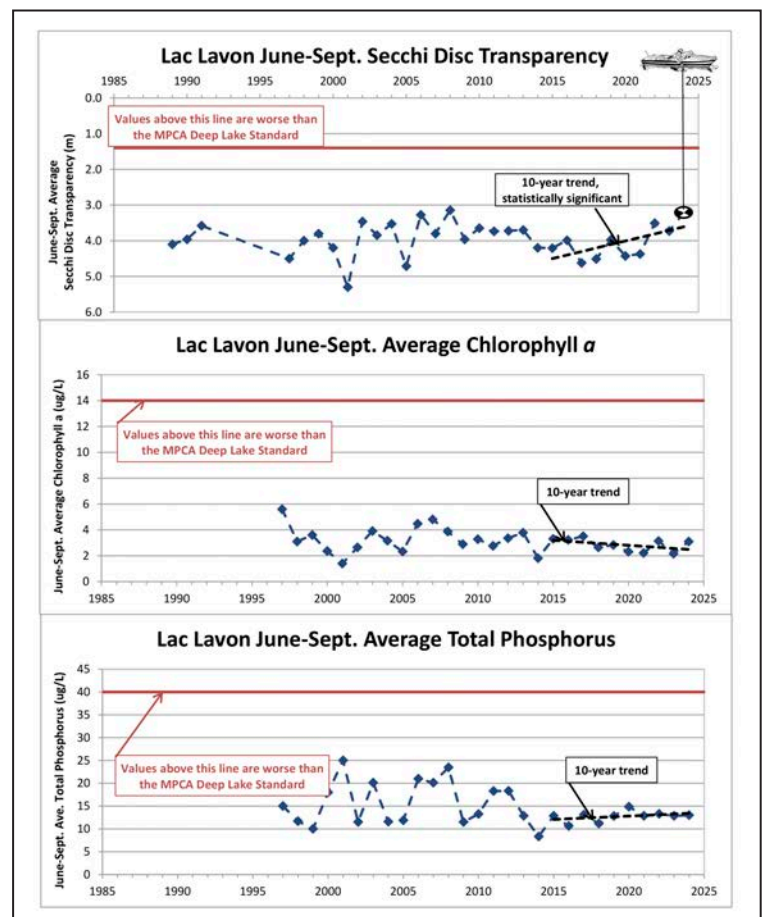 Lac Lavon June-Sept. Secchi Disc Transparency
1985 1990 1995 2000 2005 2010 2015 2020 2025
0.0
1.0
2.0
3.0
4.0
5.0
6.0
June-Sept. Average
Secchi Disc Transparency (m)
Values above this line are worse than
the MPCA Deep Lake Standard
10-year trend,
statistically significant
Lac Lavon June-Sept. Average Chlorophyll a
16
14
12
10
8
6
4
2
0
June-Sept. Average Chlorophyll a (ug/L)
Values above this line are worse than
the MPCA Deep Lake Standard
10-year trend
1985 1990 1995 2000 2005 2010 2015 2020 2025
Lac Lavon June-Sept. Average Total Phosphorus
45
40
35
30
25
20
15
10
5
0
June-Sept. Ave. Total Phosphorus (ug/L)
Values above this line are worse than
the MPCA Deep Lake Standard
10-year trend
1985 1990 1995 2000 2005 2010 2015 2020 2025